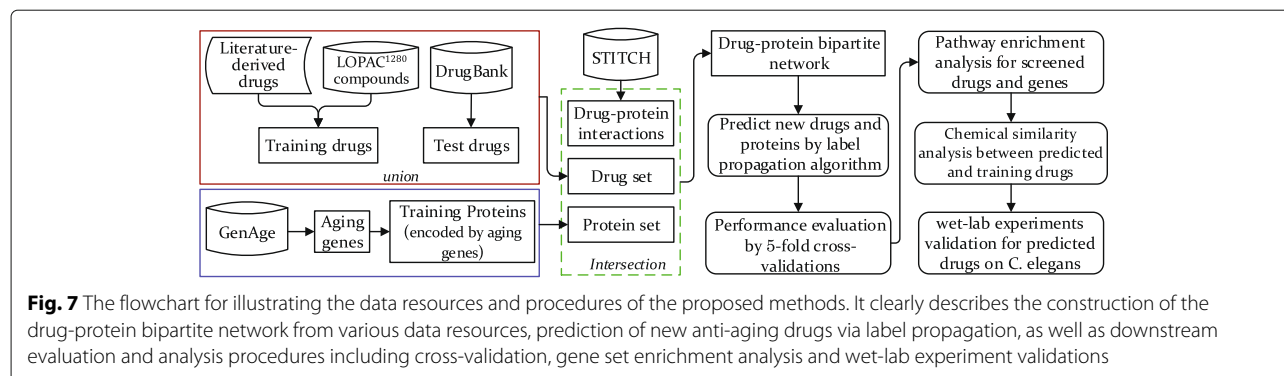 Literature-
derived drugs
LOPAC¹²⁸⁰
compounds
DrugBank
Training drugs
Test drugs
union
GenAge
Aging
genes
Training Proteins
(encoded by aging
genes)
STITCH
Drug-protein
interactions
Drug set
Protein set
Intersection
Drug-protein bipartite
network
Predict new drugs and
proteins by label
propagation algorithm
Performance evaluation
by 5-fold cross-
validations
Pathway enrichment
analysis for screened
drugs and genes
Chemical similarity
analysis between predicted
and training drugs
wet-lab experiments
validation for predicted
drugs on C. elegans
Fig. 7 The flowchart for illustrating the data resources and procedures of the proposed methods. It clearly describes the construction of the
drug-protein bipartite network from various data resources, prediction of new anti-aging drugs via label propagation, as well as downstream
evaluation and analysis procedures including cross-validation, gene set enrichment analysis and wet-lab experiment validations